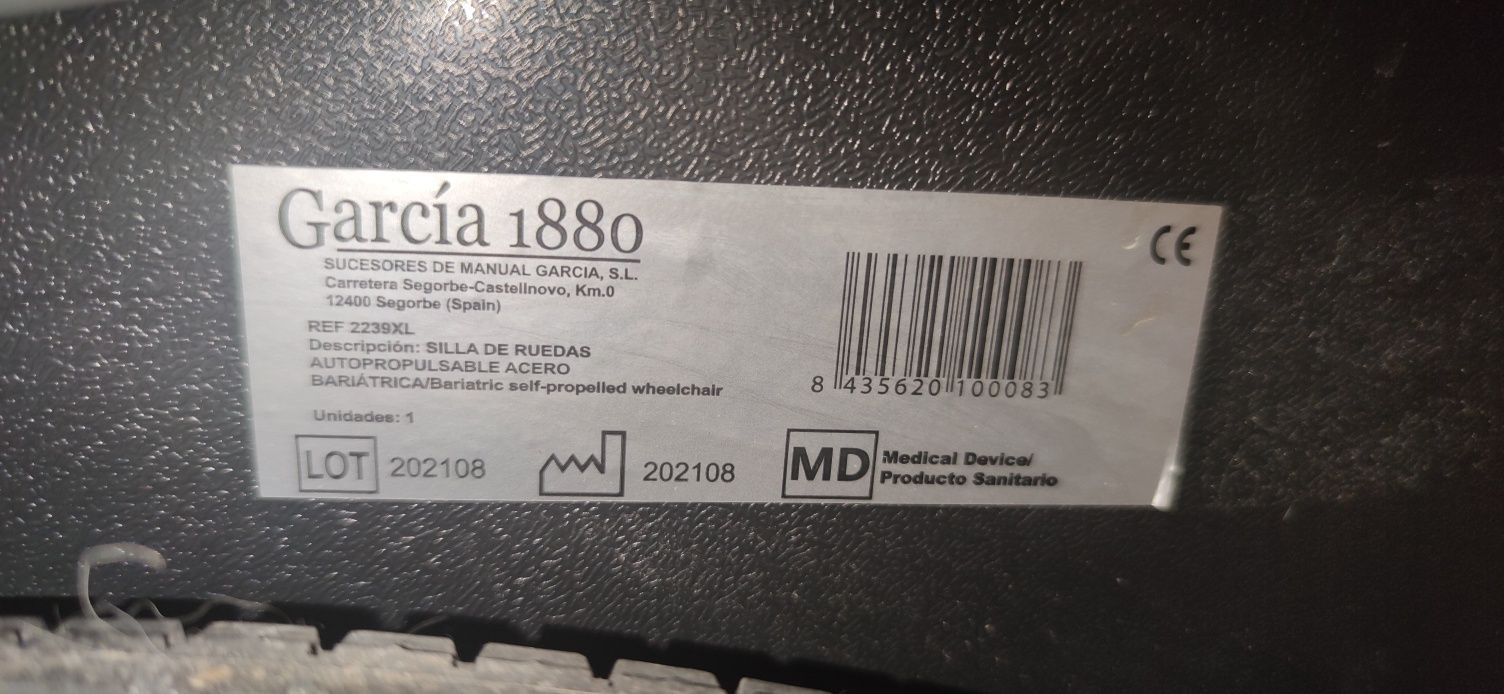 García 1880
SUCESORES DE MANUAL GARCIA, S.L.
Carretera Segorbe-Castellnovo, Km.0
12400 Segorbe (Spain)
REF 2239XL
Descripción: SILLA DE RUEDAS
AUTOPROPULSABLE ACERO
BARIÁTRICA/Bariatric self-propelled wheelchair
Unidades: 1
LOT 202108
202108
MD Medical Device/
Producto Sanitario
8 435620 100083
CE